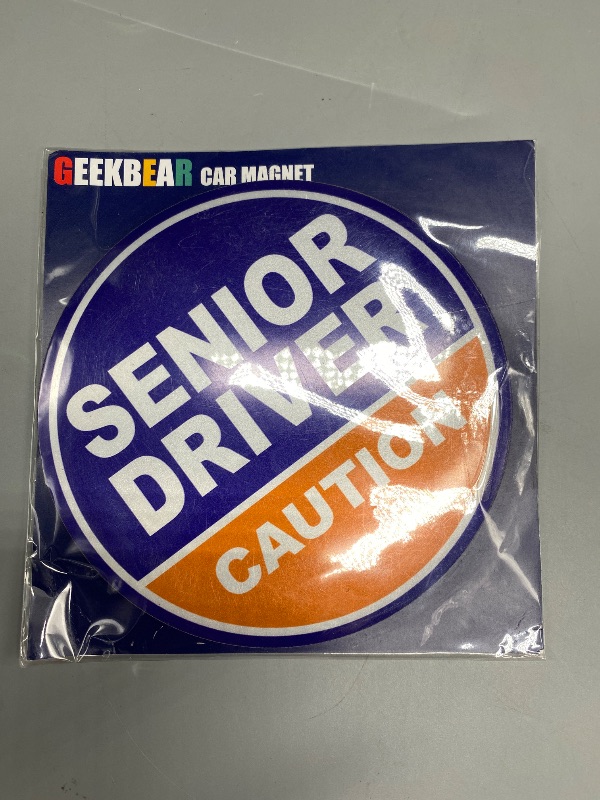 GEEKBEAR CAR MAGNET
SENIOR
DRIVER
CAUTION